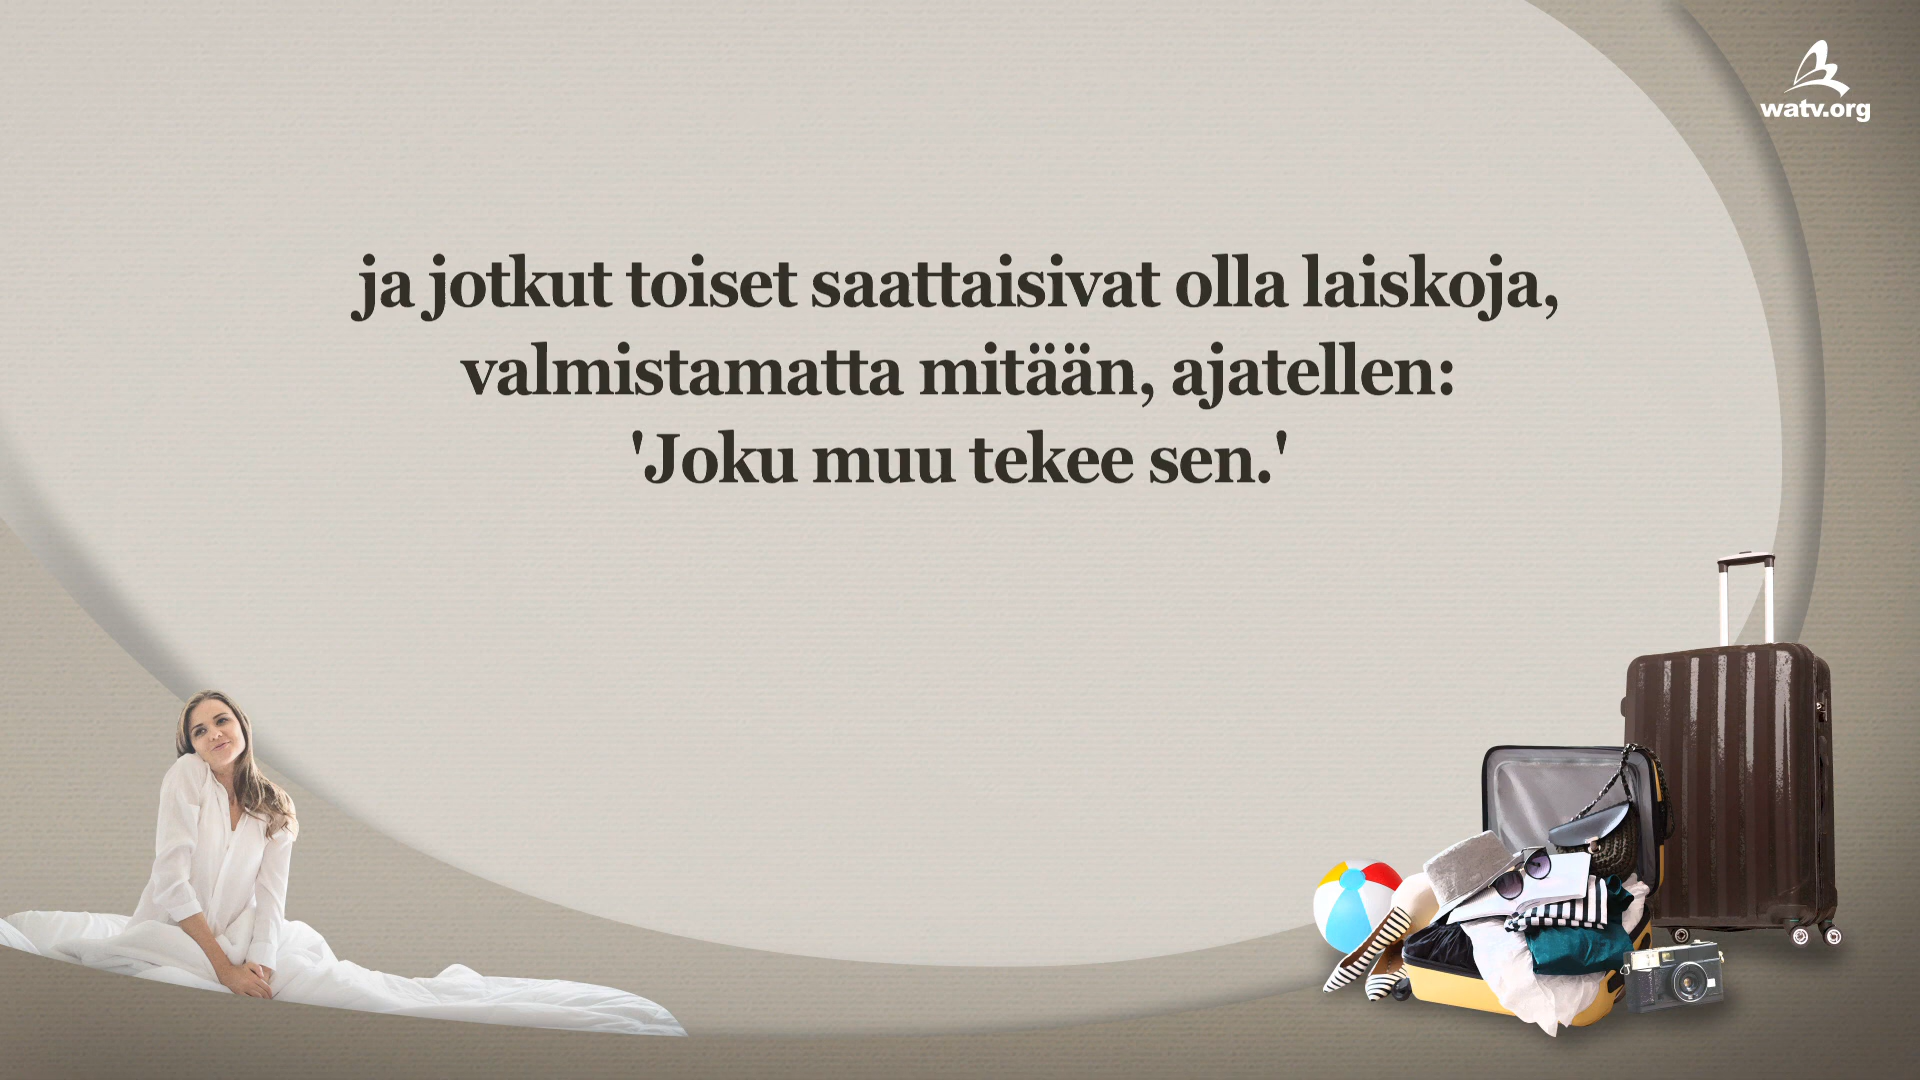 watv.org
ja jotkut toiset saattaisivat olla laiskoja,
valmistamatta mitään, ajatellen:
'Joku muu tekee sen.'